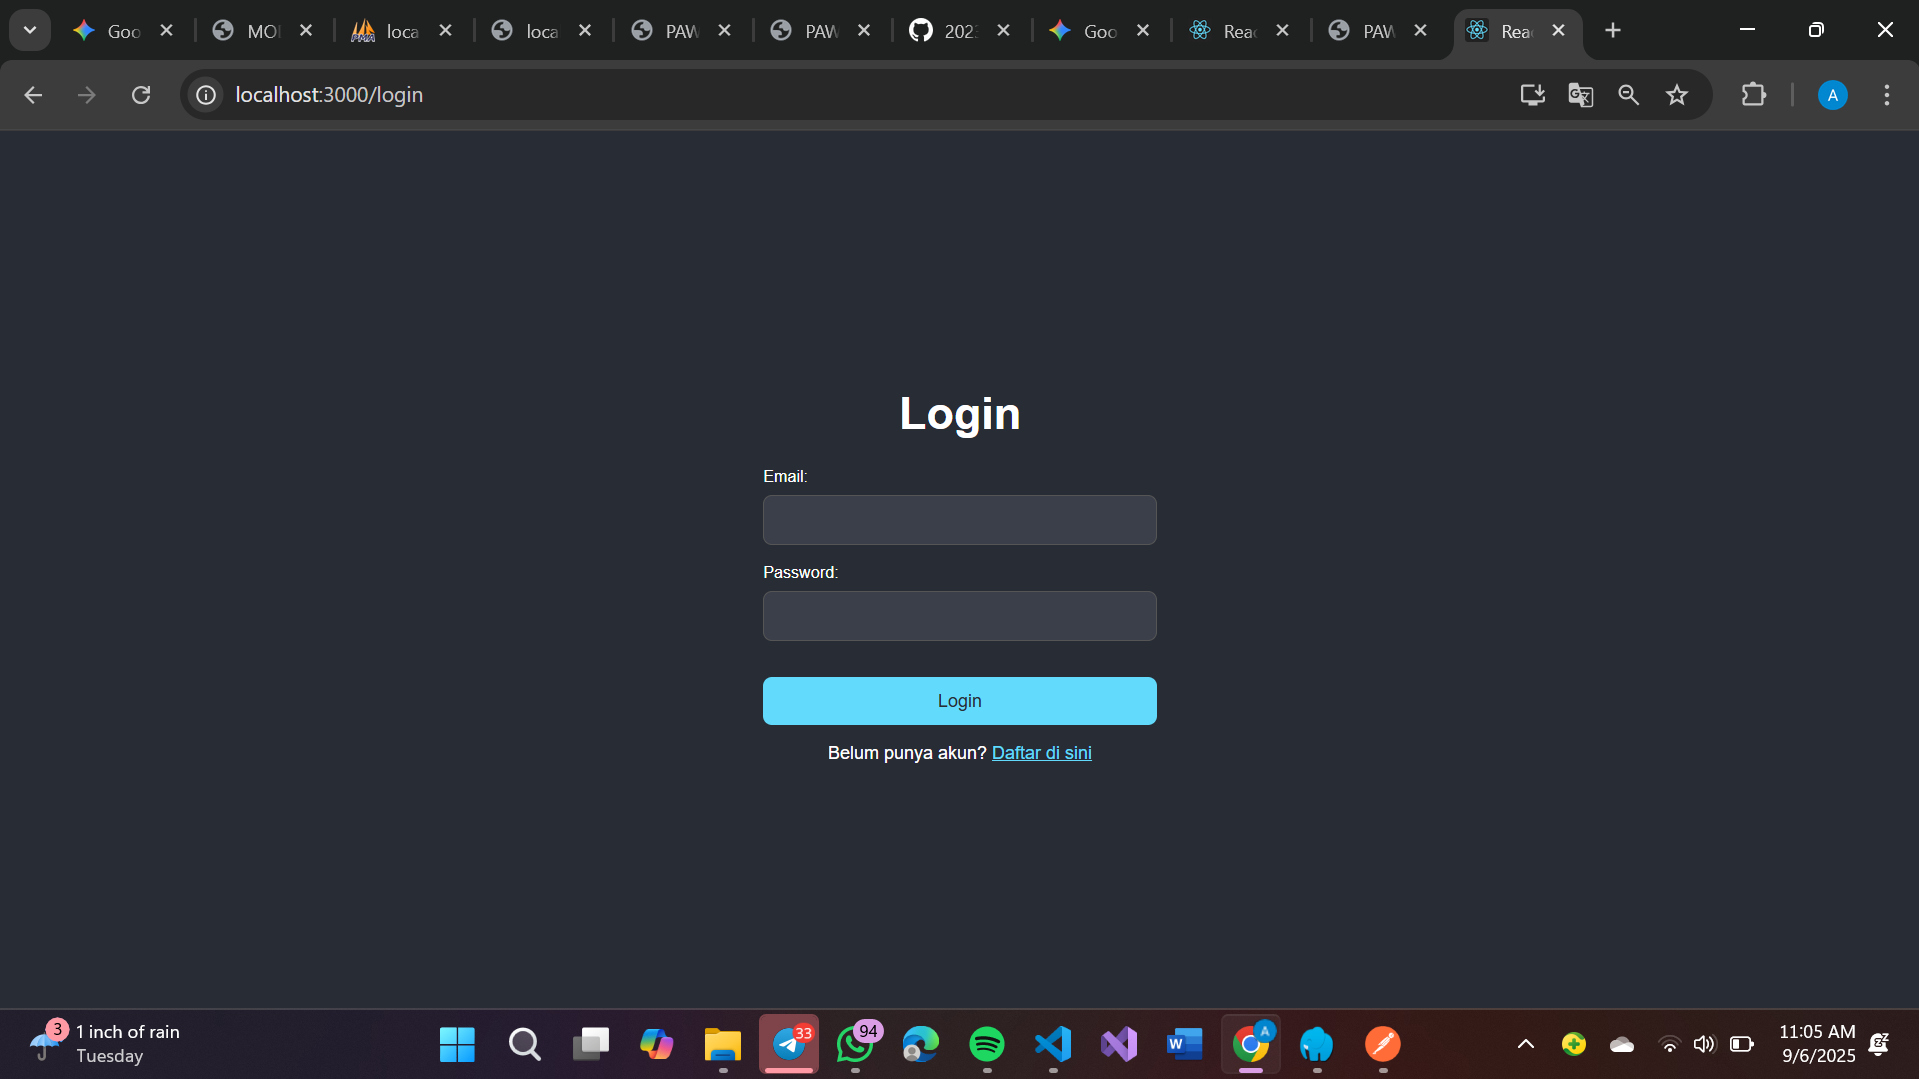 Goo
MO
loca
loca
PAW
PAW
202
Goo
Rea
PAW
Rea
localhost:3000/login
A
Login
Email:
Password:
Login
Belum punya akun? Daftar di sini
3
1 inch of rain
Tuesday
33
94
W
A
11:05 AM
9/6/2025